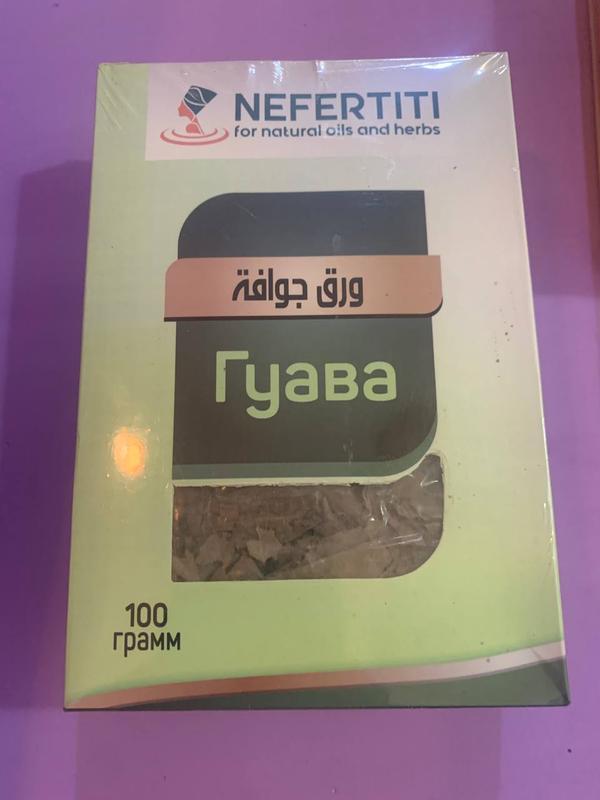 NEFERTITI
for natural oils and herbs
ورق جوافة
Гуава
100
грамм